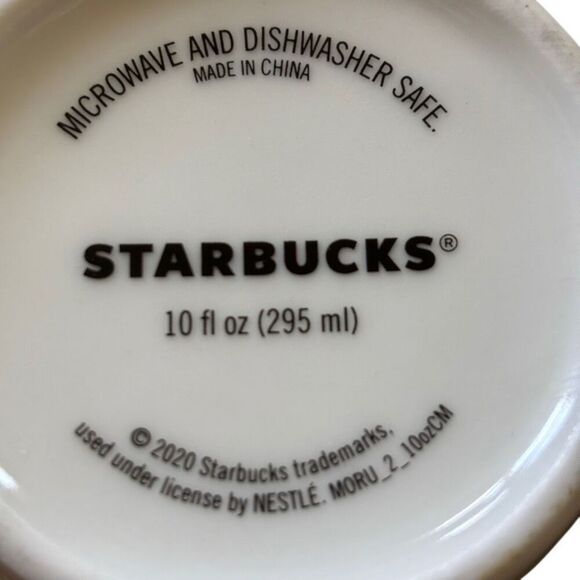 MICROWAVE AND DISHWASHER SAFE.
MADE IN CHINA
STARBUCKS®
10 fl oz (295 ml)
© 2020 Starbucks trademarks,
used under license by NESTLÉ. MORU_2_10ozCM